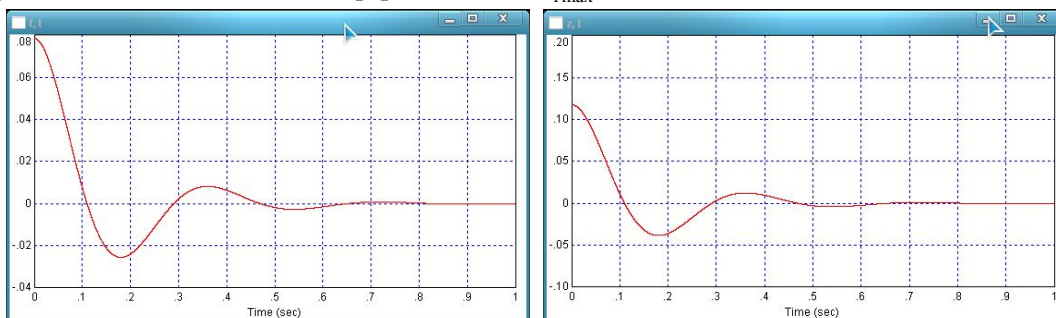 max
f, t
.08
.06
.04
.02
0
-.02
-.04
0 .1 .2 .3 .4 .5 .6 .7 .8 .9 1
Time (sec)
z, t
.20
.15
.10
.05
0
-.05
-.10
0 .1 .2 .3 .4 .5 .6 .7 .8 .9 1
Time (sec)